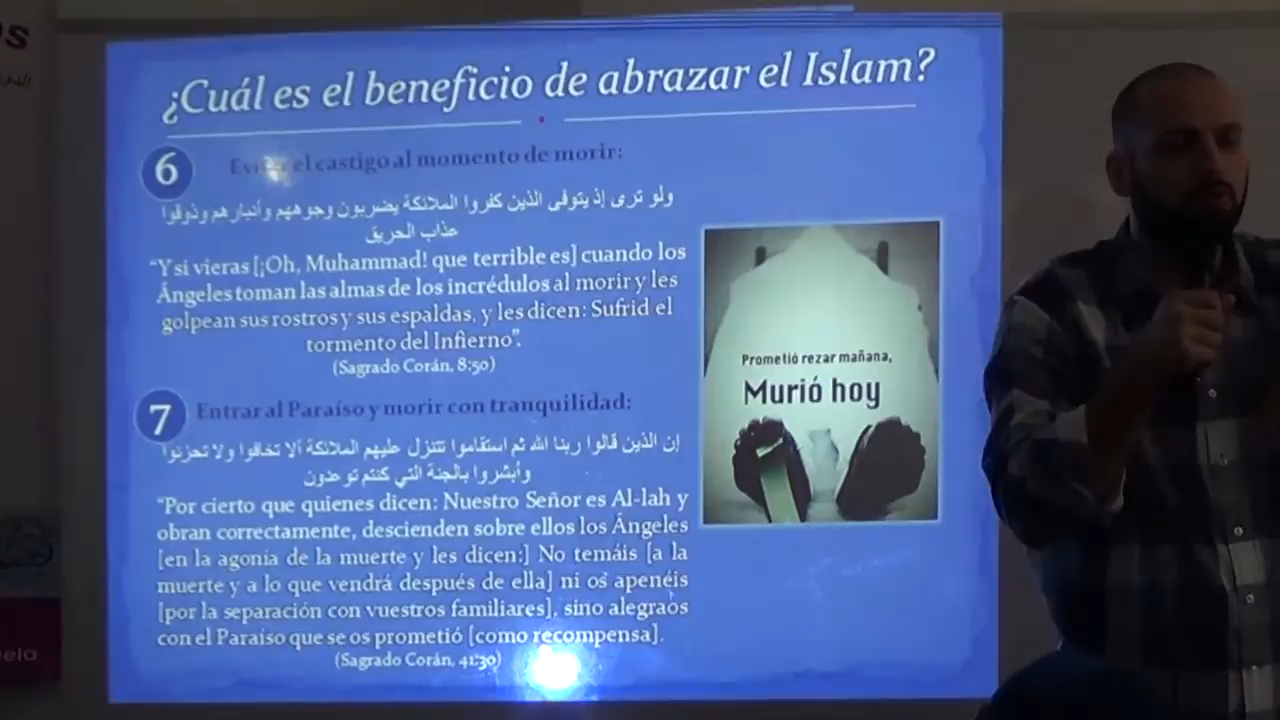 ¿Cuál es el beneficio de abrazar el Islam?
6
el castigo al momento de morir:
ولو ترى إذ يتوفى الذين كفروا الملائكة يضربون وجوههم وأدبارهم وذوقوا
عذاب الحريق
“Y si vieras [¡Oh, Muhammad! que terrible es] cuando los
Ángeles toman las almas de los incrédulos al morir y les
golpean sus rostros y sus espaldas, y les dicen: Sufrid el
tormento del Infierno”.
(Sagrado Corán, 8:50)
Prometió rezar mañana,
Murió hoy
7
Entrar al Paraíso y morir con tranquilidad:
إن الذين قالوا ربنا الله ثم استقاموا تتنزل عليهم الملائكة ألا تخافوا ولا تحزنوا
وأبشروا بالجنة التي كنتم توعدون
“Por cierto que quienes dicen: Nuestro Señor es Al-lah y
obran correctamente, descienden sobre ellos los Ángeles
[en la agonía de la muerte y les dicen:] No temáis [a la
muerte y a lo que vendrá después de ella] ni os apenéis
[por la separación con vuestros familiares], sino alegraos
con el Paraíso que se os prometió [como recompensa].
(Sagrado Corán, 41:30)